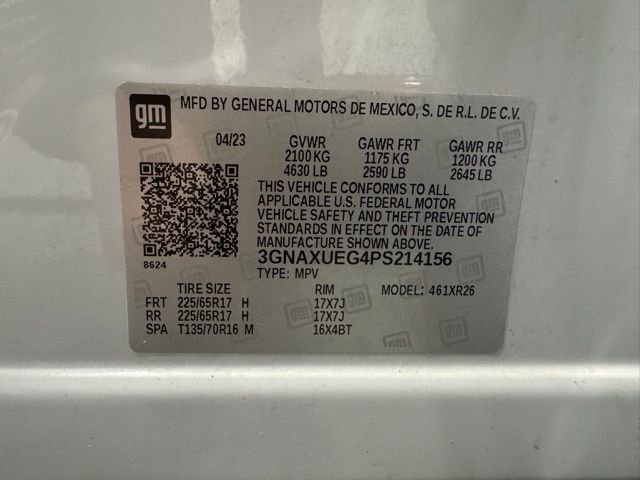 gm MFD BY GENERAL MOTORS DE MEXICO, S. DE R.L. DE C.V.
04/23 GVWR GAWR FRT GAWR RR
2100 KG 1175 KG 1200 KG
4630 LB 2590 LB 2645 LB
THIS VEHICLE CONFORMS TO ALL
APPLICABLE U.S. FEDERAL MOTOR
VEHICLE SAFETY AND THEFT PREVENTION
STANDARDS IN EFFECT ON THE DATE OF
MANUFACTURE SHOWN ABOVE.
3GNAXUEG4PS214156
8624 TYPE: MPV
TIRE SIZE RIM MODEL: 461XR26
FRT 225/65R17 H 17X7J
RR 225/65R17 H 17X7J
SPA T135/70R16 M 16X4BT